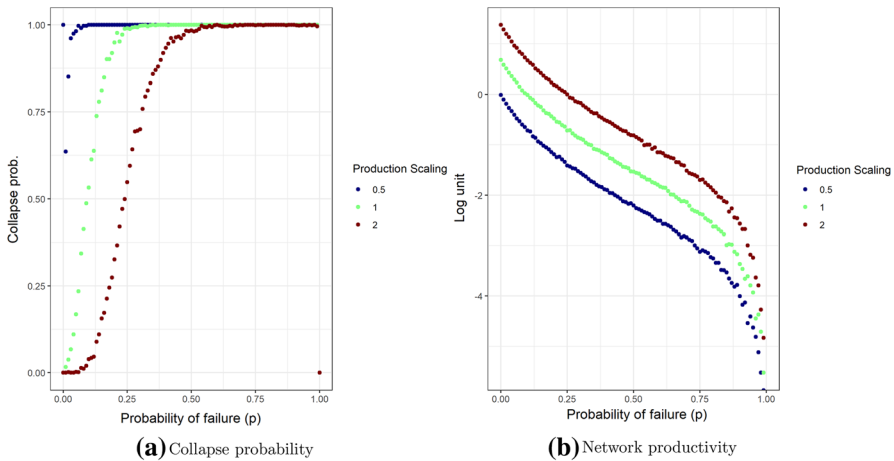 1.00
0.75
0.50
0.25
0.00
Collapse prob.
0.00 0.25 0.50 0.75 1.00
Probability of failure (p)
Production Scaling
0.5
1
2
(a) Collapse probability
0
-2
-4
Log unit
0.00 0.25 0.50 0.75 1.00
Probability of failure (p)
Production Scaling
0.5
1
2
(b) Network productivity